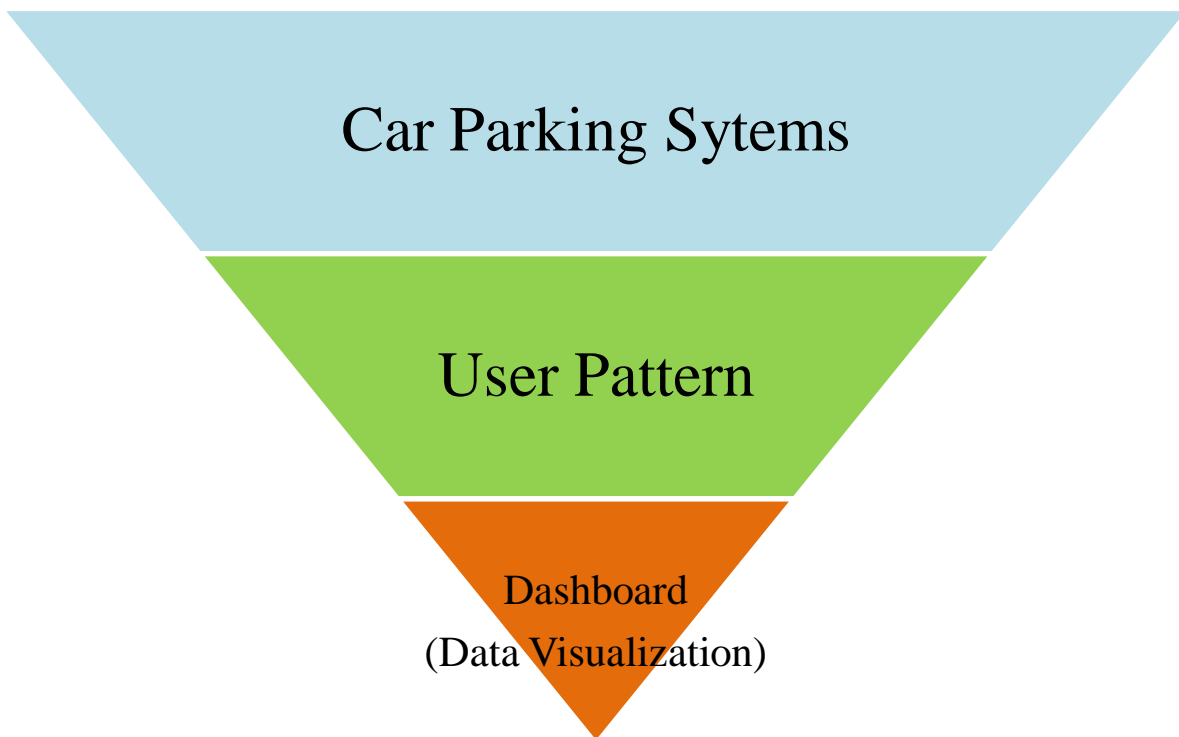 Car Parking Sytems
User Pattern
Dashboard
(Data Visualization)